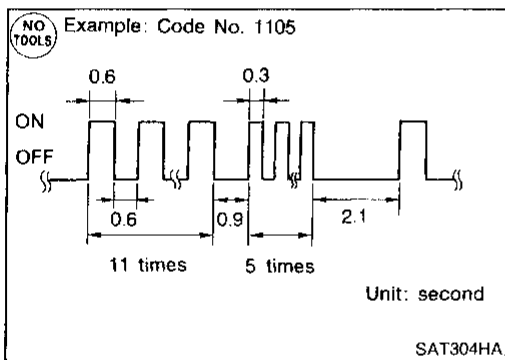 NO TOOLS
Example: Code No. 1105
0.6
0.3
ON
OFF
0.6
0.9
2.1
11 times
5 times
Unit: second
SAT304HA